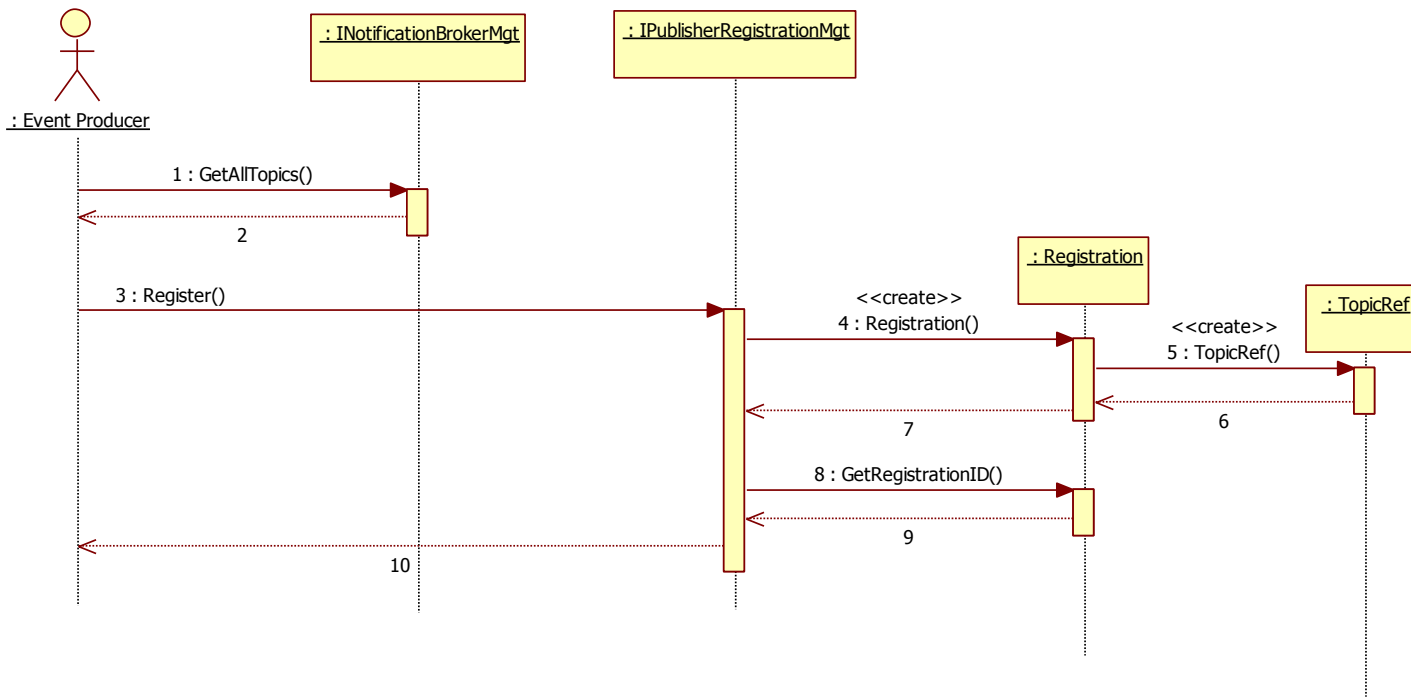 : INotificationBrokerMgt
: IPublisherRegistrationMgt
: Event Producer
1 : GetAllTopics()
2
: Registration
3 : Register()
<<create>>
4 : Registration()
: TopicRef
<<create>>
5 : TopicRef()
6
7
8 : GetRegistrationID()
9
10